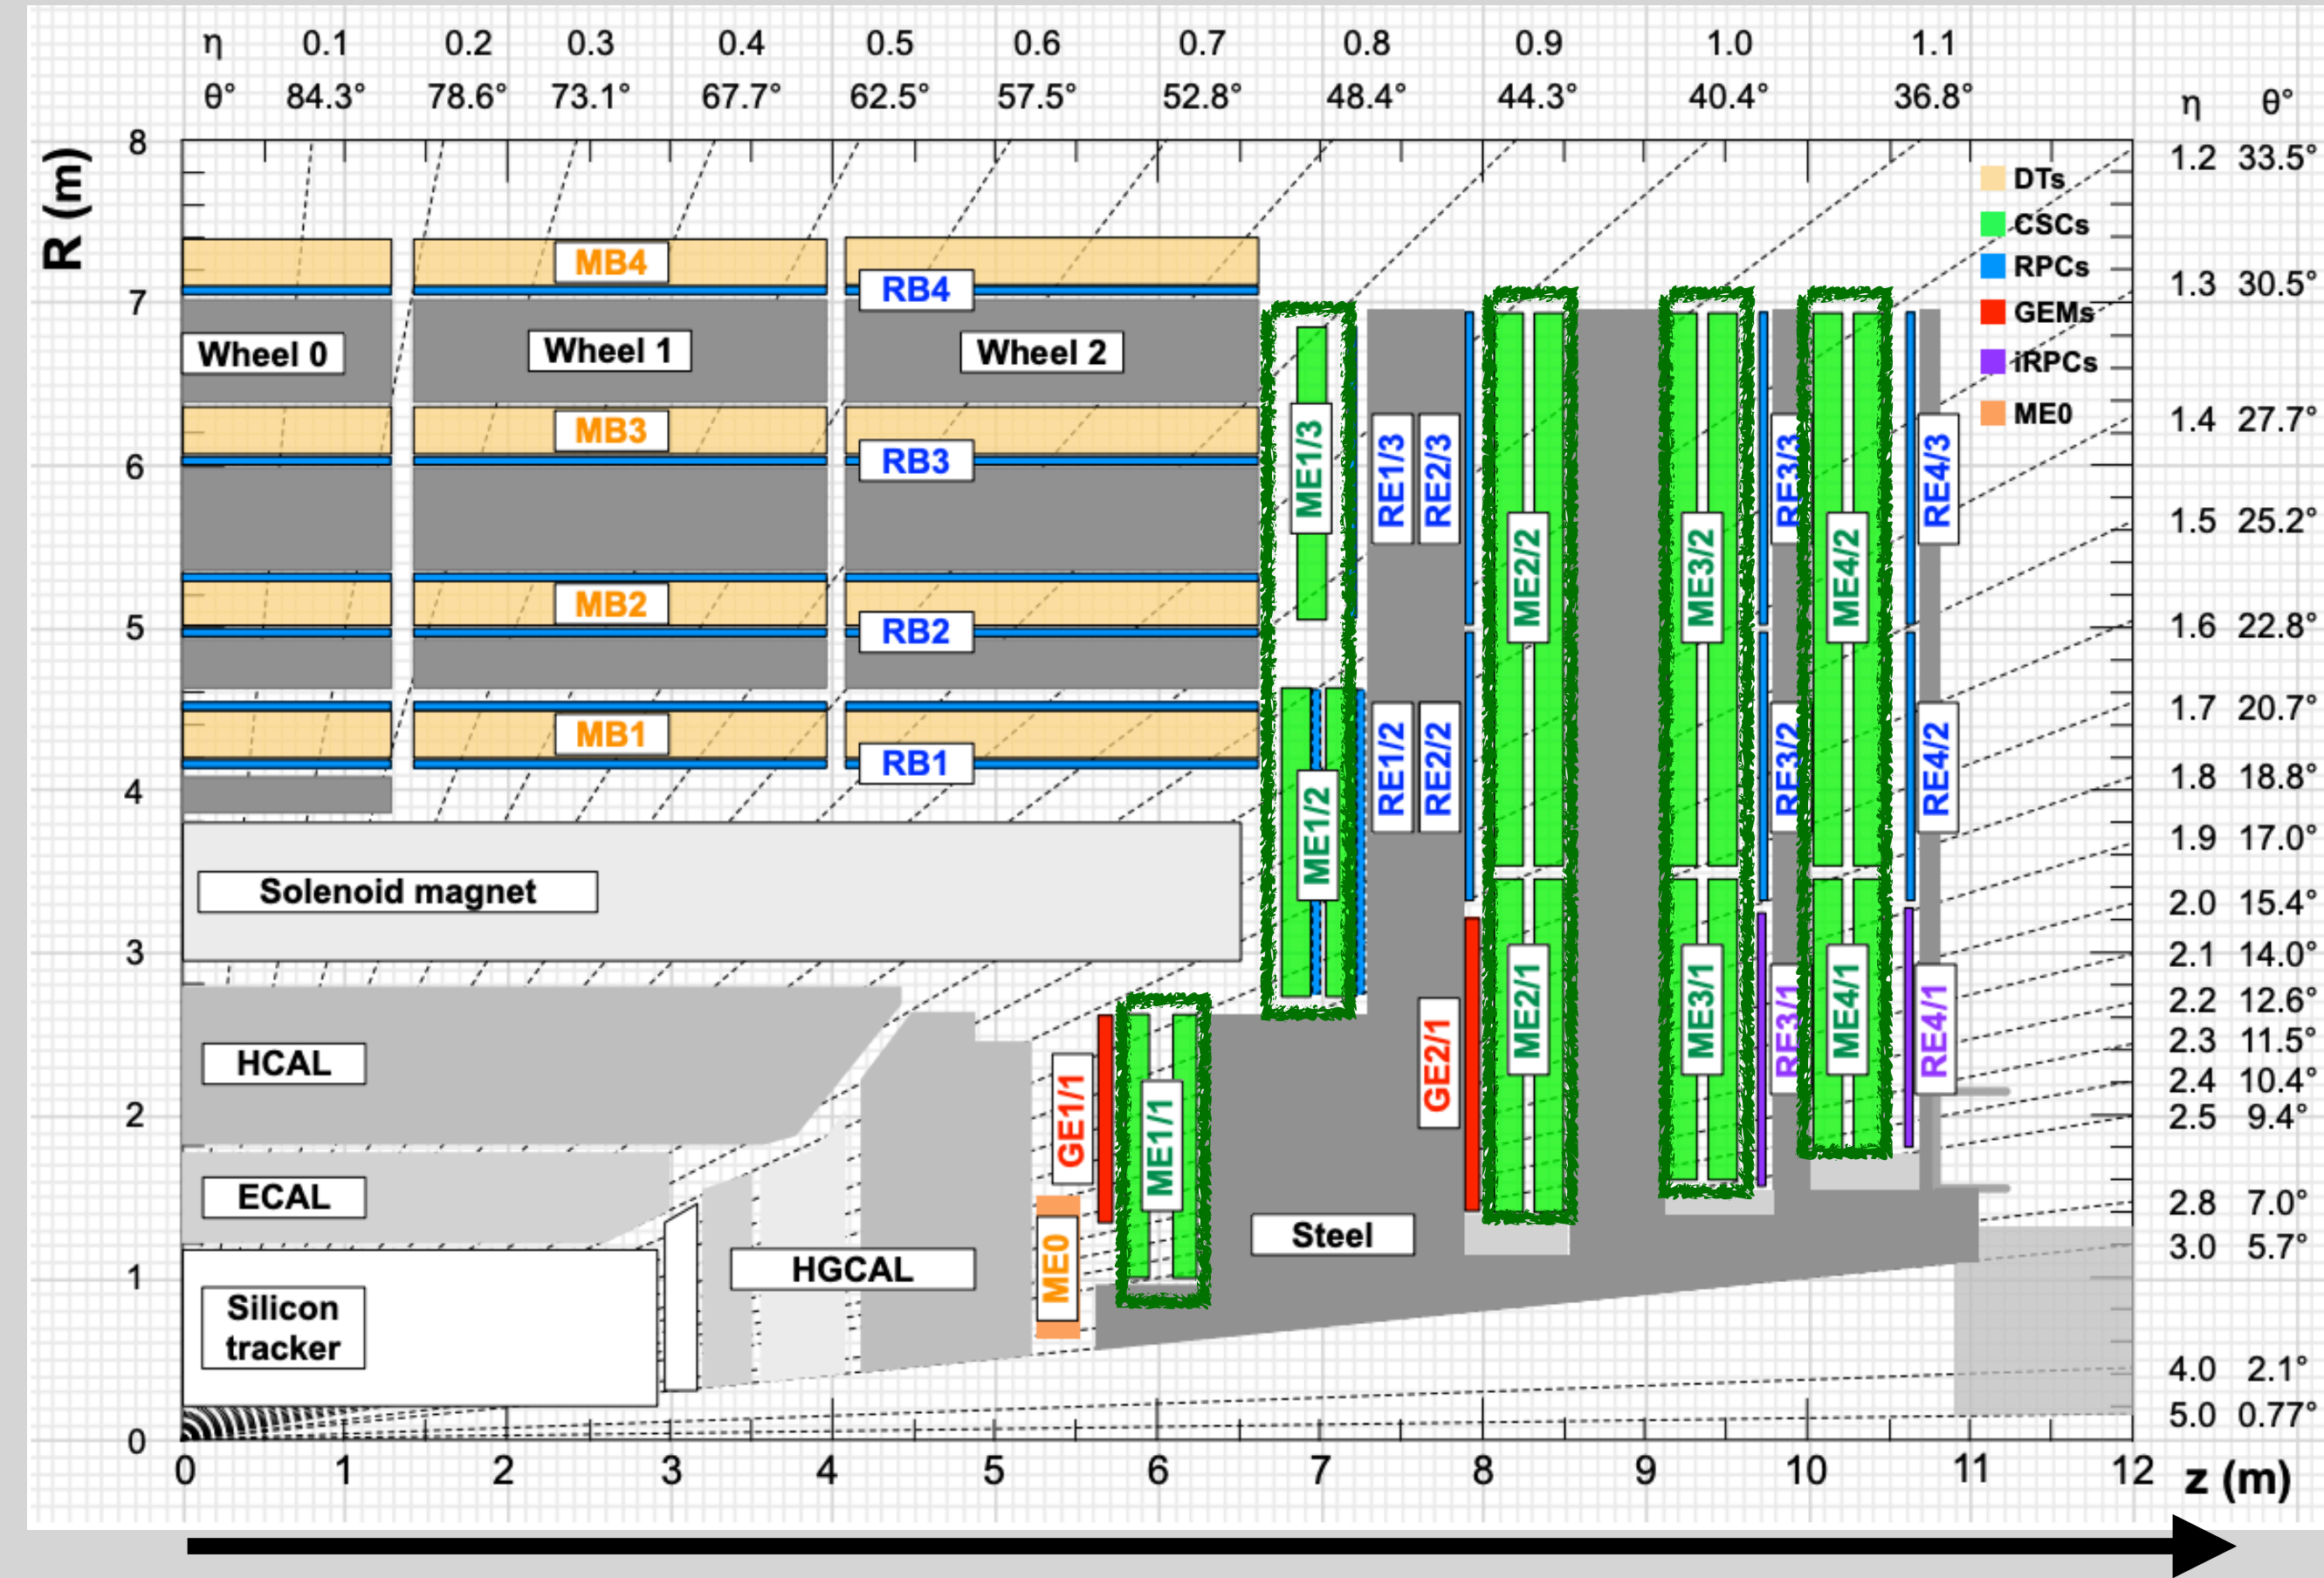 η 0.1 0.2 0.3 0.4 0.5 0.6 0.7 0.8 0.9 1.0 1.1
θ° 84.3° 78.6° 73.1° 67.7° 62.5° 57.5° 52.8° 48.4° 44.3° 40.4° 36.8°
η θ°
R (m)
8
7
6
5
4
3
2
1
0
1.2 33.5°
1.3 30.5°
1.4 27.7°
1.5 25.2°
1.6 22.8°
1.7 20.7°
1.8 18.8°
1.9 17.0°
2.0 15.4°
2.1 14.0°
2.2 12.6°
2.3 11.5°
2.4 10.4°
2.5 9.4°
2.8 7.0°
3.0 5.7°
4.0 2.1°
5.0 0.77°
DTs
CSCs
RPCs
GEMs
iRPCs
ME0
MB4
RB4
Wheel 0
Wheel 1
Wheel 2
MB3
RB3
MB2
RB2
MB1
RB1
Solenoid magnet
HCAL
ECAL
Silicon
tracker
HGCAL
Steel
ME0
GE1/1
ME1/1
ME1/2
ME1/3
RE1/3
RE2/3
RE1/2
RE2/2
GE2/1
ME2/2
ME2/1
ME3/2
ME3/1
RE3/3
RE3/2
RE3/1
ME4/2
ME4/1
RE4/3
RE4/2
RE4/1
0 1 2 3 4 5 6 7 8 9 10 11 12 z (m)